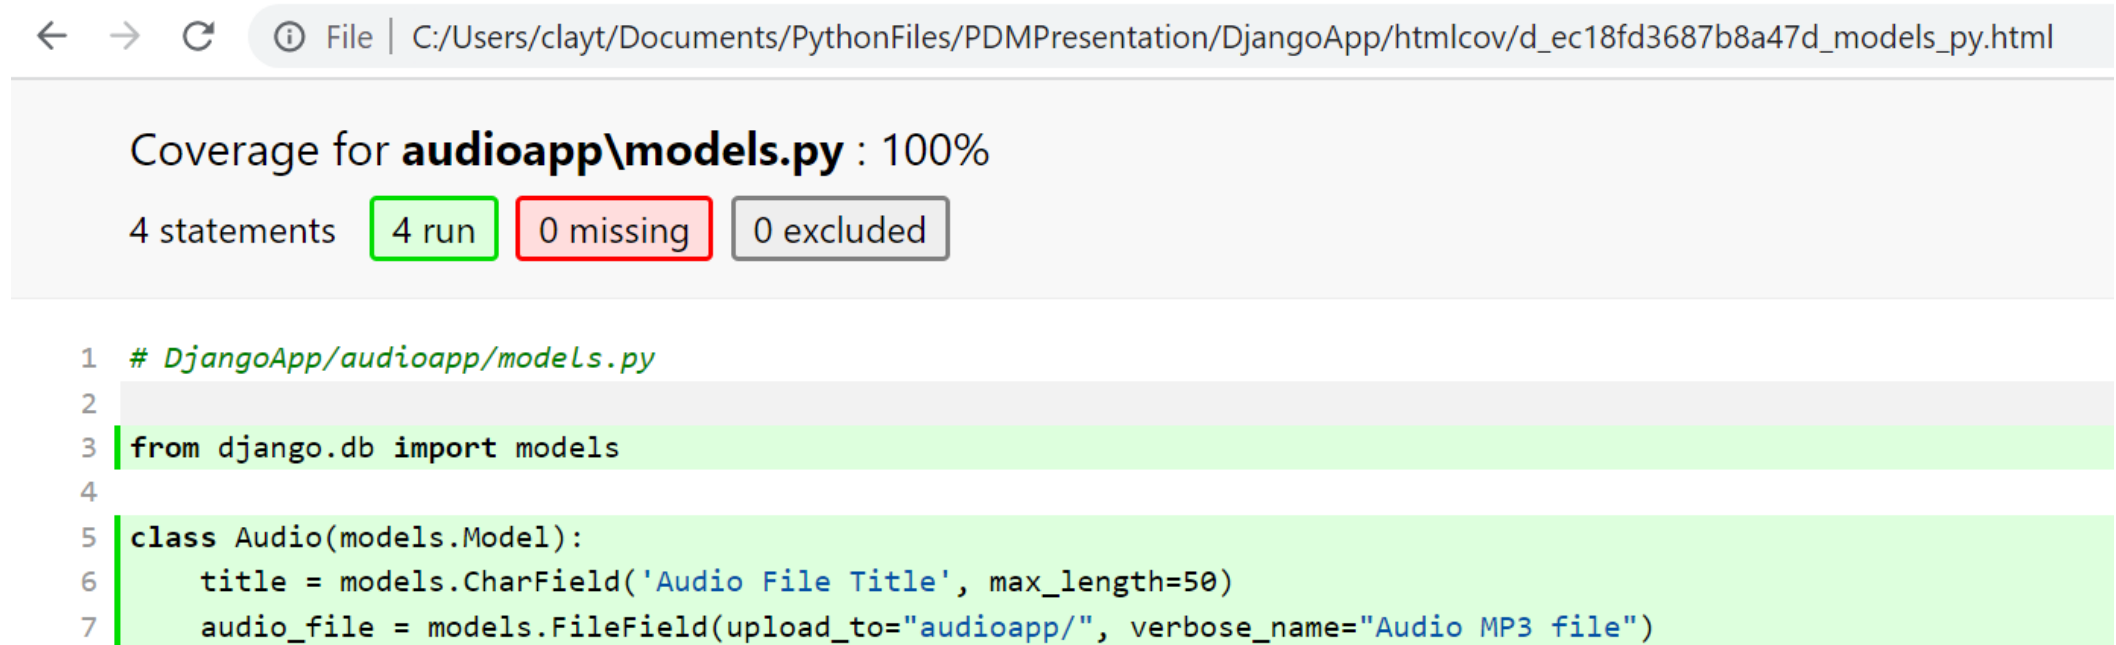 File | C:/Users/clayt/Documents/PythonFiles/PDMPresentation/DjangoApp/htmlcov/d_ec18fd3687b8a47d_models_py.html
Coverage for audioapp\models.py : 100%
4 statements 4 run 0 missing 0 excluded
1 # DjangoApp/audioapp/models.py
2
3 from django.db import models
4
5 class Audio(models.Model):
6     title = models.CharField('Audio File Title', max_length=50)
7     audio_file = models.FileField(upload_to="audioapp/", verbose_name="Audio MP3 file")